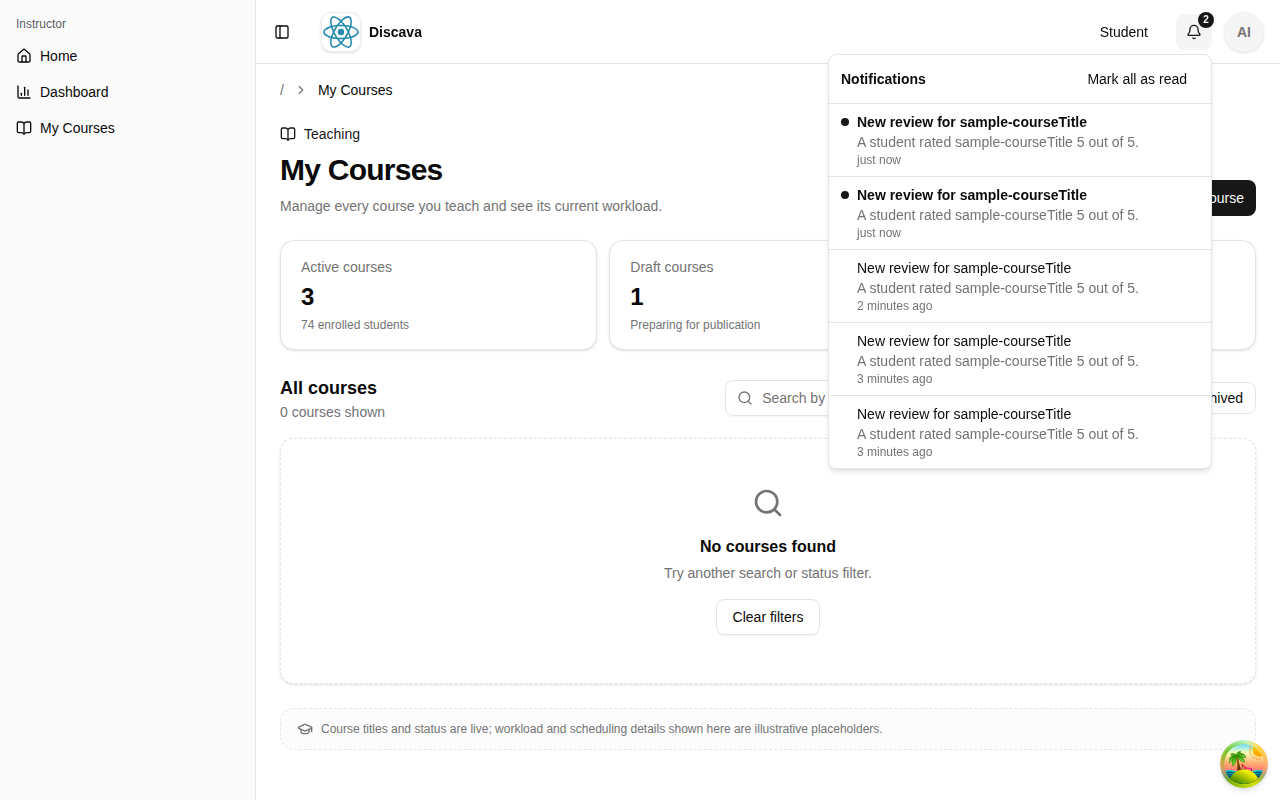 Instructor
Home
Dashboard
My Courses
Discava
Student
2
AI
/
My Courses
Teaching
My Courses
Manage every course you teach and see its current workload.
Active courses
3
74 enrolled students
Draft courses
1
Preparing for publication
All courses
0 courses shown
Search by
No courses found
Try another search or status filter.
Clear filters
Course titles and status are live; workload and scheduling details shown here are illustrative placeholders.
Notifications
Mark all as read
New review for sample-courseTitle
A student rated sample-courseTitle 5 out of 5.
just now
New review for sample-courseTitle
A student rated sample-courseTitle 5 out of 5.
just now
New review for sample-courseTitle
A student rated sample-courseTitle 5 out of 5.
2 minutes ago
New review for sample-courseTitle
A student rated sample-courseTitle 5 out of 5.
3 minutes ago
New review for sample-courseTitle
A student rated sample-courseTitle 5 out of 5.
3 minutes ago